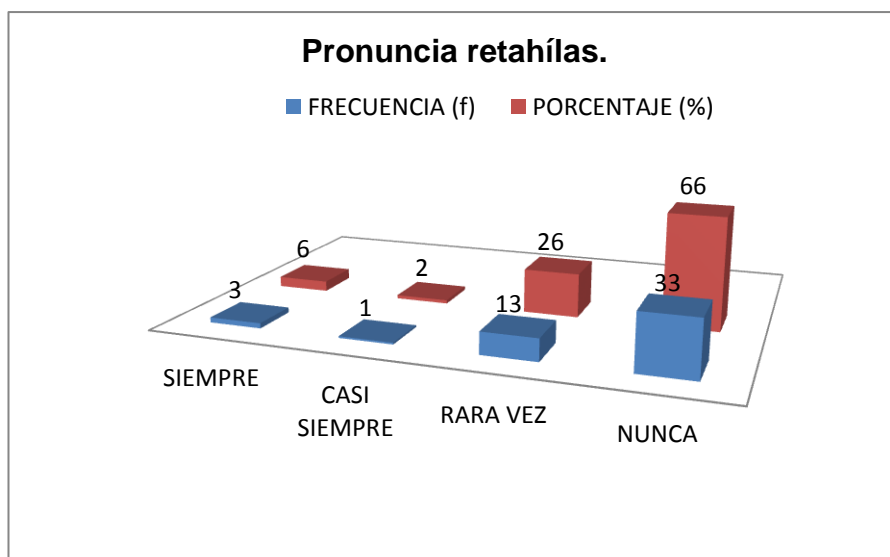 Pronuncia retahílas.
FRECUENCIA (f) PORCENTAJE (%)
66
26
6
2
33
13
3
1
SIEMPRE
CASI
SIEMPRE
RARA VEZ
NUNCA